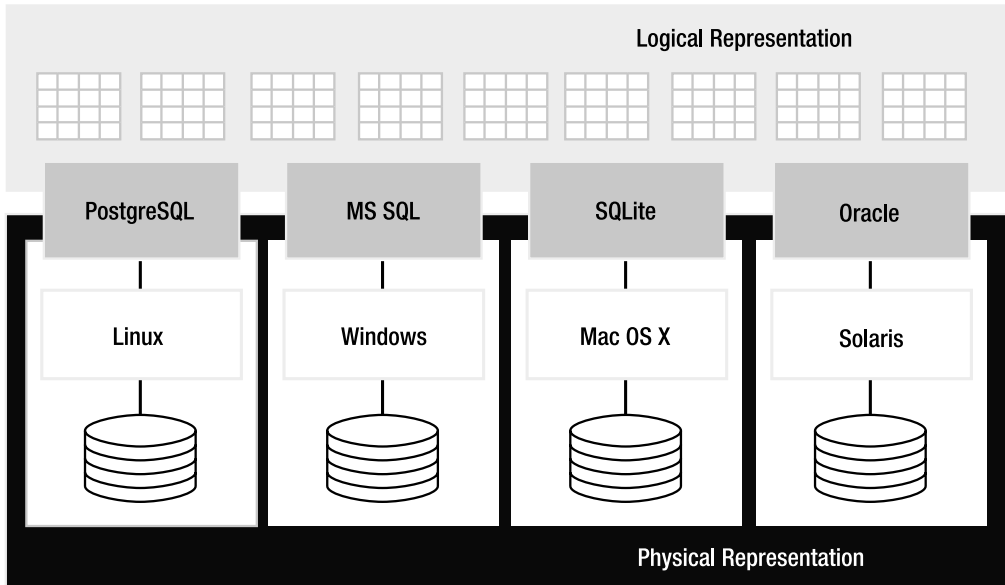 Logical Representation
PostgreSQL
MS SQL
SQLite
Oracle
Linux
Windows
Mac OS X
Solaris
Physical Representation